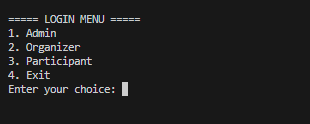 ===== LOGIN MENU =====
1. Admin
2. Organizer
3. Participant
4. Exit
Enter your choice: